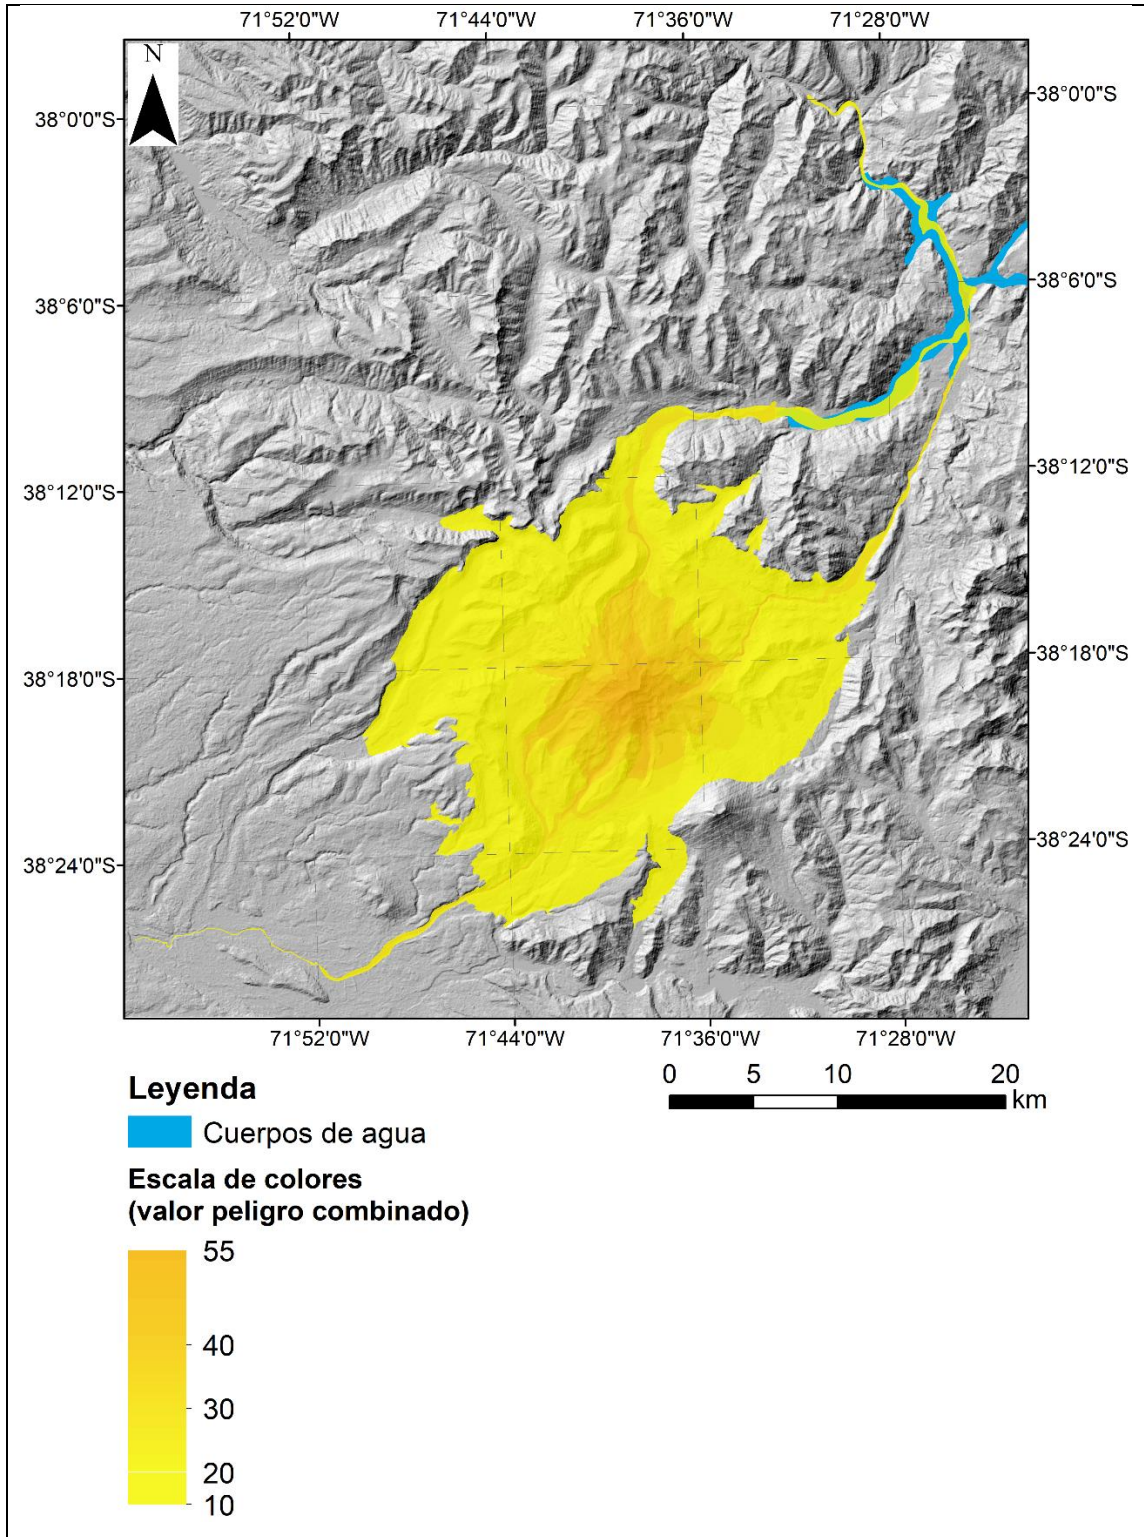 71°52'0"W 71°44'0"W 71°36'0"W 71°28'0"W
N
38°0'0"S 38°0'0"S
38°6'0"S 38°6'0"S
38°12'0"S 38°12'0"S
38°18'0"S 38°18'0"S
38°24'0"S 38°24'0"S
71°52'0"W 71°44'0"W 71°36'0"W 71°28'0"W
Leyenda
0 5 10 20
km
Cuerpos de agua
Escala de colores
(valor peligro combinado)
55
40
30
20
10